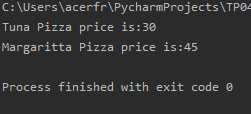 C:\Users\acerfr\PycharmProjects\TP04
Tuna Pizza price is:30
Margaritta Pizza price is:45
Process finished with exit code 0